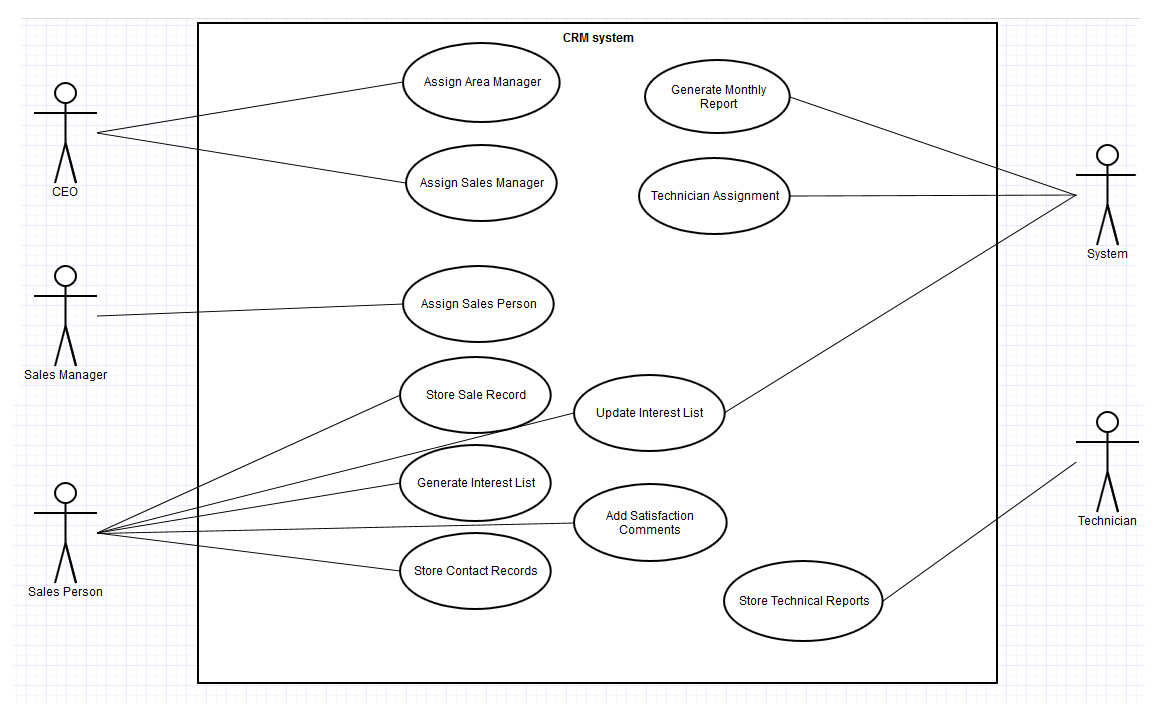 CRM system
Assign Area Manager
Generate Monthly
Report
CEO
Assign Sales Manager
Technician Assignment
System
Assign Sales Person
Sales Manager
Store Sale Record
Update Interest List
Generate Interest List
Add Satisfaction
Comments
Technician
Store Contact Records
Sales Person
Store Technical Reports